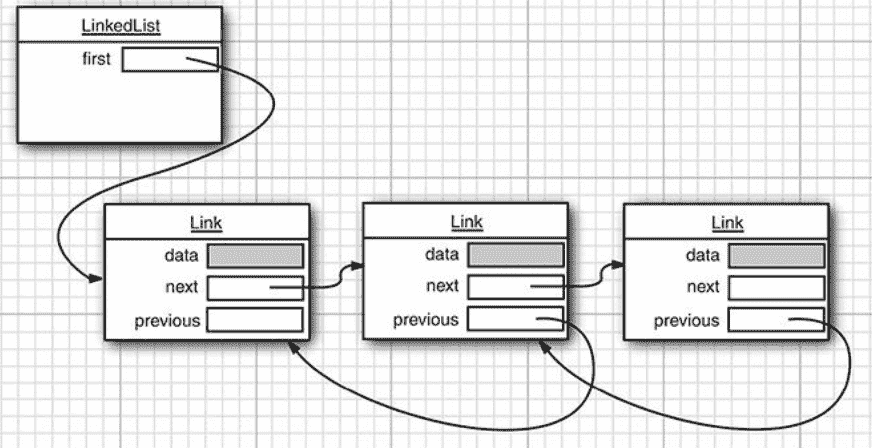 LinkedList
first
Link
data
next
previous
Link
data
next
previous
Link
data
next
previous